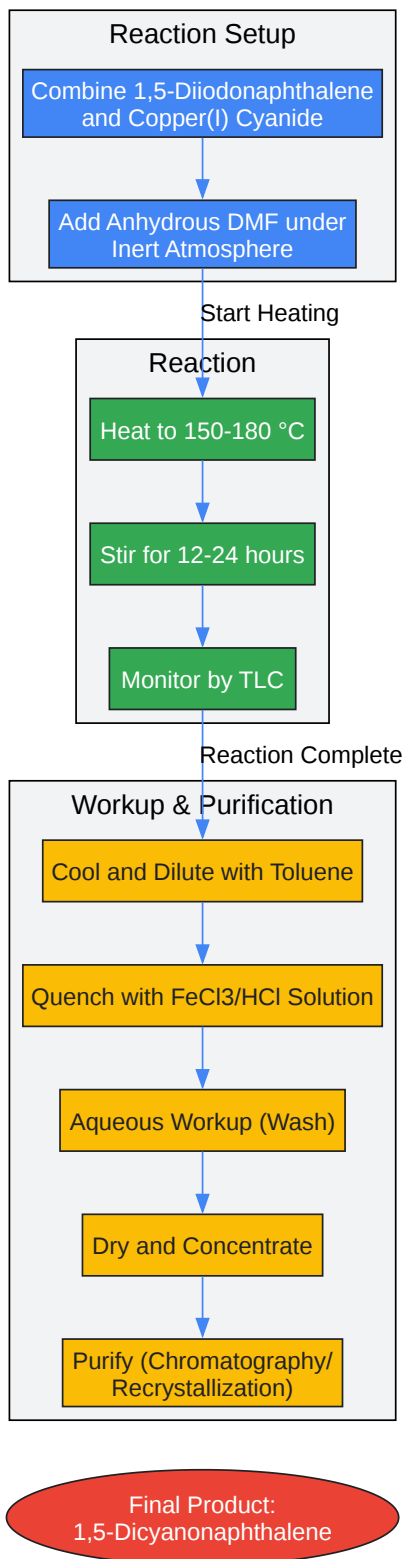 Reaction Setup
Combine 1,5-Diiodonaphthalene
and Copper(I) Cyanide
Add Anhydrous DMF under
Inert Atmosphere
Start Heating
Reaction
Heat to 150-180 °C
Stir for 12-24 hours
Monitor by TLC
Reaction Complete
Workup & Purification
Cool and Dilute with Toluene
Quench with FeCl3/HCl Solution
Aqueous Workup (Wash)
Dry and Concentrate
Purify (Chromatography/
Recrystallization)
Final Product:
1,5-Dicyanonaphthalene